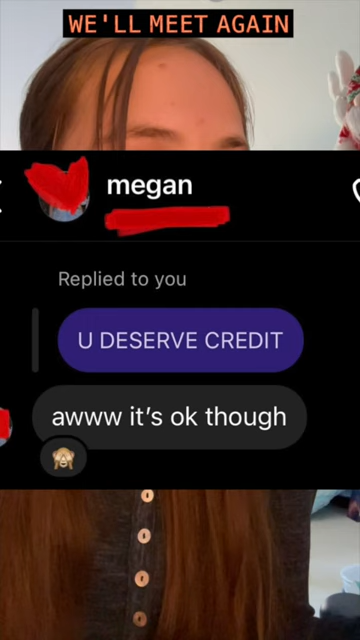 WE'LL MEET AGAIN
megan
Replied to you
U DESERVE CREDIT
awww it's ok though